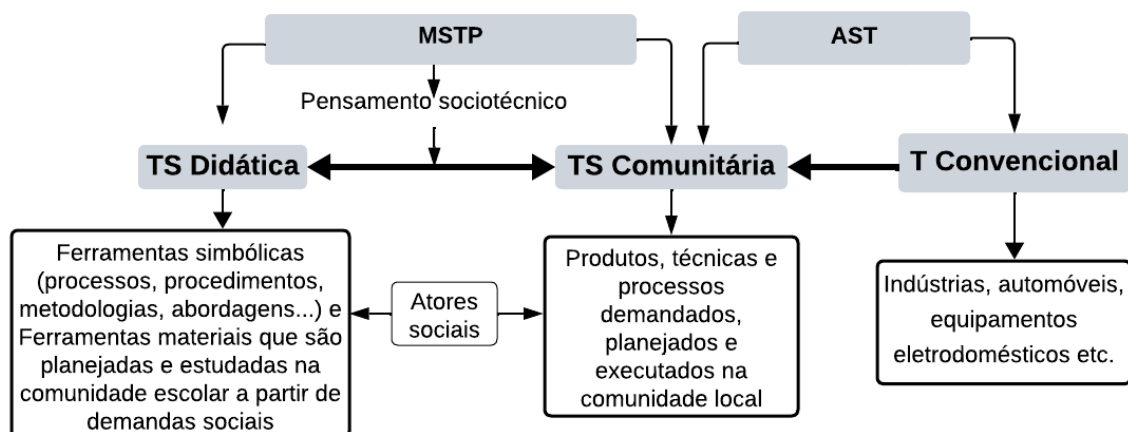 MSTP
AST
Pensamento sociotécnico
TS Didática
TS Comunitária
T Convencional
Ferramentas simbólicas
(processos, procedimentos,
metodologias, abordagens...) e
Ferramentas materiais que são
planejadas e estudadas na
comunidade escolar a partir de
demandas sociais
Atores
sociais
Produtos, técnicas e
processos
demandados,
planejados e
executados na
comunidade local
Indústrias, automóveis,
equipamentos
eletrodomésticos etc.